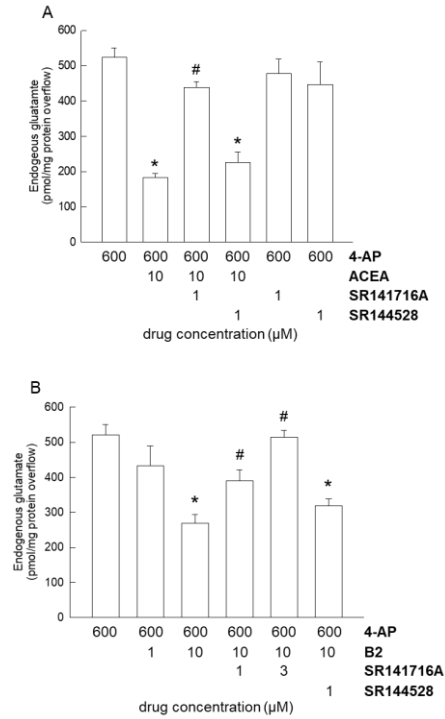 A
Endogeous gluatamte
(pmol/mg protein overflow)
600
500
400
300
200
100
0
*
#
*
600 600 600 600 600 600 4-AP
10 10 10 ACEA
1 1 SR141716A
1 1 SR144528
drug concentration (µM)
B
Endogenous glutamate
(pmol/mg protein overflow)
600
500
400
300
200
100
0
*
#
#
*
600 600 600 600 600 600 4-AP
1 10 10 10 10 B2
1 3 SR141716A
1 SR144528
drug concentration (µM)